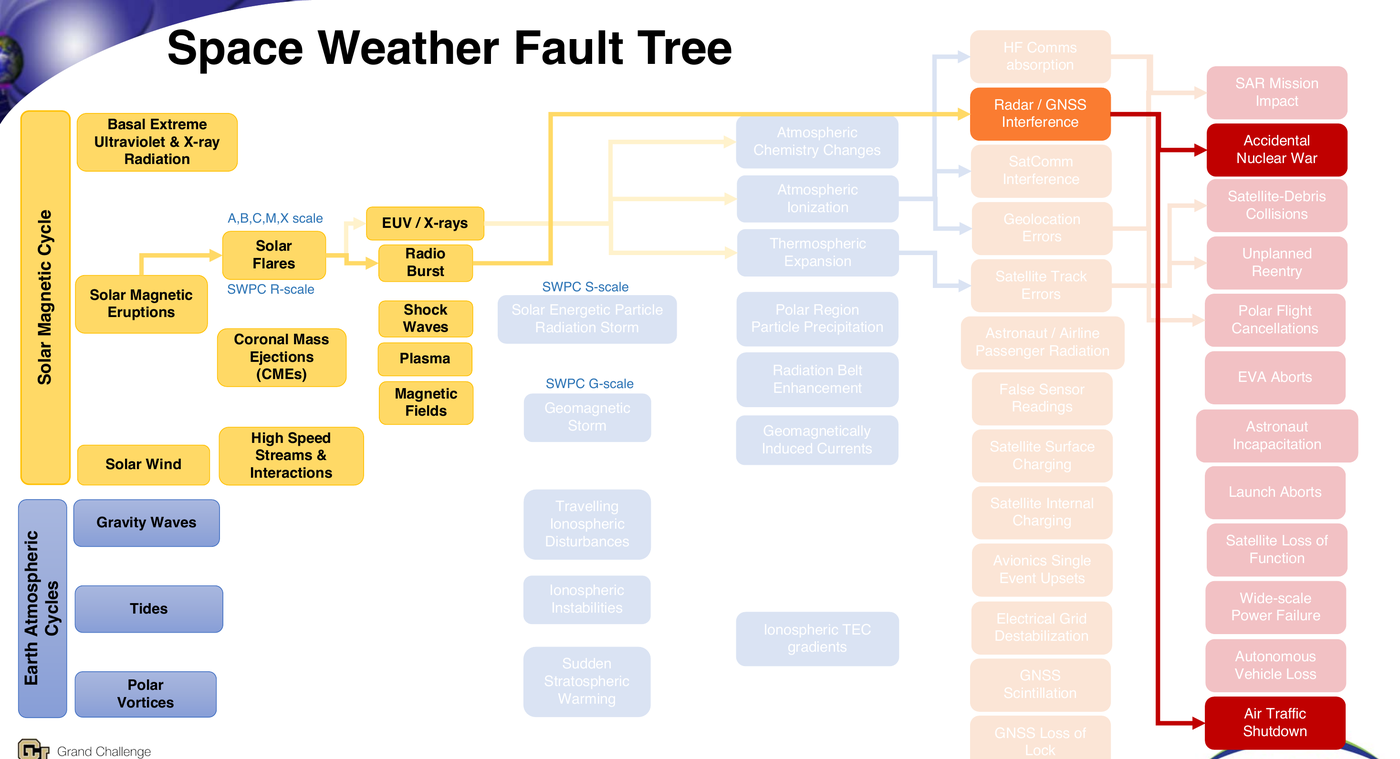 Space Weather Fault Tree
Solar Magnetic Cycle
Basal Extreme
Ultraviolet & X-ray
Radiation
Solar Magnetic
Eruptions
Solar Wind
A,B,C,M,X scale
Solar
Flares
SWPC R-scale
Coronal Mass
Ejections
(CMEs)
High Speed
Streams &
Interactions
EUV / X-rays
Radio
Burst
Shock
Waves
Plasma
Magnetic
Fields
Earth Atmospheric
Cycles
Gravity Waves
Tides
Polar
Vortices
SWPC S-scale
Solar Energetic Particle
Radiation Storm
SWPC G-scale
Geomagnetic
Storm
Travelling
Ionospheric
Disturbances
Ionospheric
Instabilities
Sudden
Stratospheric
Warming
Atmospheric
Chemistry Changes
Atmospheric
Ionization
Thermospheric
Expansion
Polar Region
Particle Precipitation
Radiation Belt
Enhancement
Geomagnetically
Induced Currents
Ionospheric TEC
gradients
HF Comms
absorption
Radar / GNSS
Interference
SatComm
Interference
Geolocation
Errors
Satellite Track
Errors
Astronaut / Airline
Passenger Radiation
False Sensor
Readings
Satellite Surface
Charging
Satellite Internal
Charging
Avionics Single
Event Upsets
Electrical Grid
Destabilization
GNSS
Scintillation
GNSS Loss of
Lock
SAR Mission
Impact
Accidental
Nuclear War
Satellite-Debris
Collisions
Unplanned
Reentry
Polar Flight
Cancellations
EVA Aborts
Astronaut
Incapacitation
Launch Aborts
Satellite Loss of
Function
Wide-scale
Power Failure
Autonomous
Vehicle Loss
Air Traffic
Shutdown
Grand Challenge